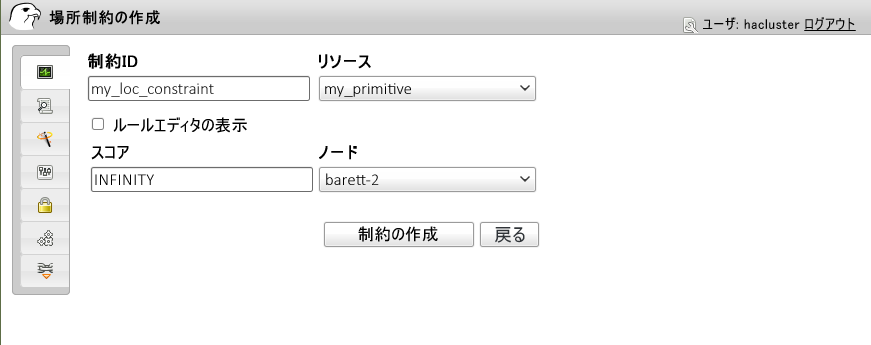 場所制約の作成
ユーザ: hacluster ログアウト
制約ID リソース
my_loc_constraint my_primitive
ルールエディタの表示
スコア ノード
INFINITY barett-2
制約の作成 戻る